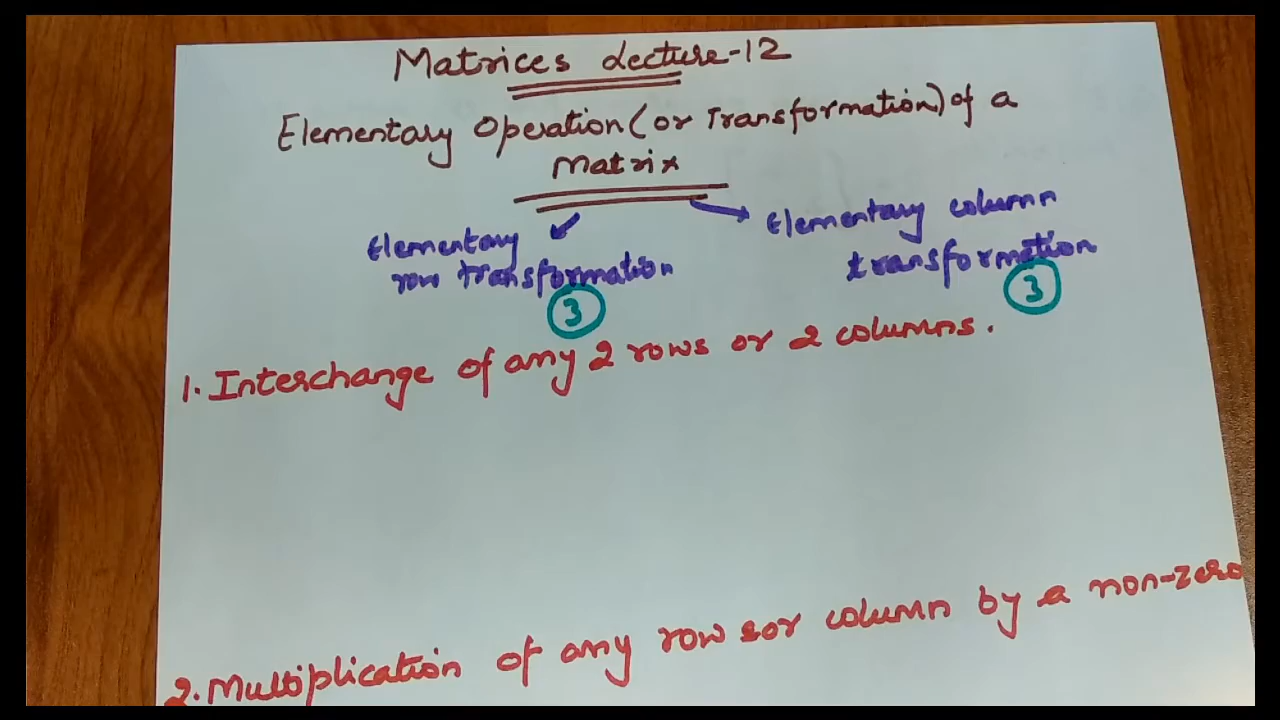 Matrices Lecture-12
Elementary Operation (or Transformation) of a
Matrix
Elementary
row transformation
3
Elementary column
transformation
3
1. Interchange of any 2 rows or 2 columns.
2. Multiplication of any row or column by a non-zero